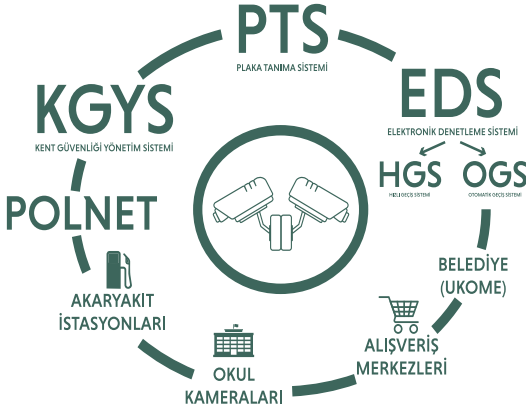 PTS
PLAKA TANIMA SİSTEMİ
KGYS
KENT GÜVENLİĞİ YÖNETİM SİSTEMİ
EDS
ELEKTRONİK DENETLEME SİSTEMİ
HGS
HIZLI GEÇİŞ SİSTEMİ
OGS
OTOMATİK GEÇİŞ SİSTEMİ
POLNET
BELEDİYE
(UKOME)
AKARYAKIT
İSTASYONLARI
ALIŞVERİŞ
MERKEZLERİ
OKUL
KAMERALARI